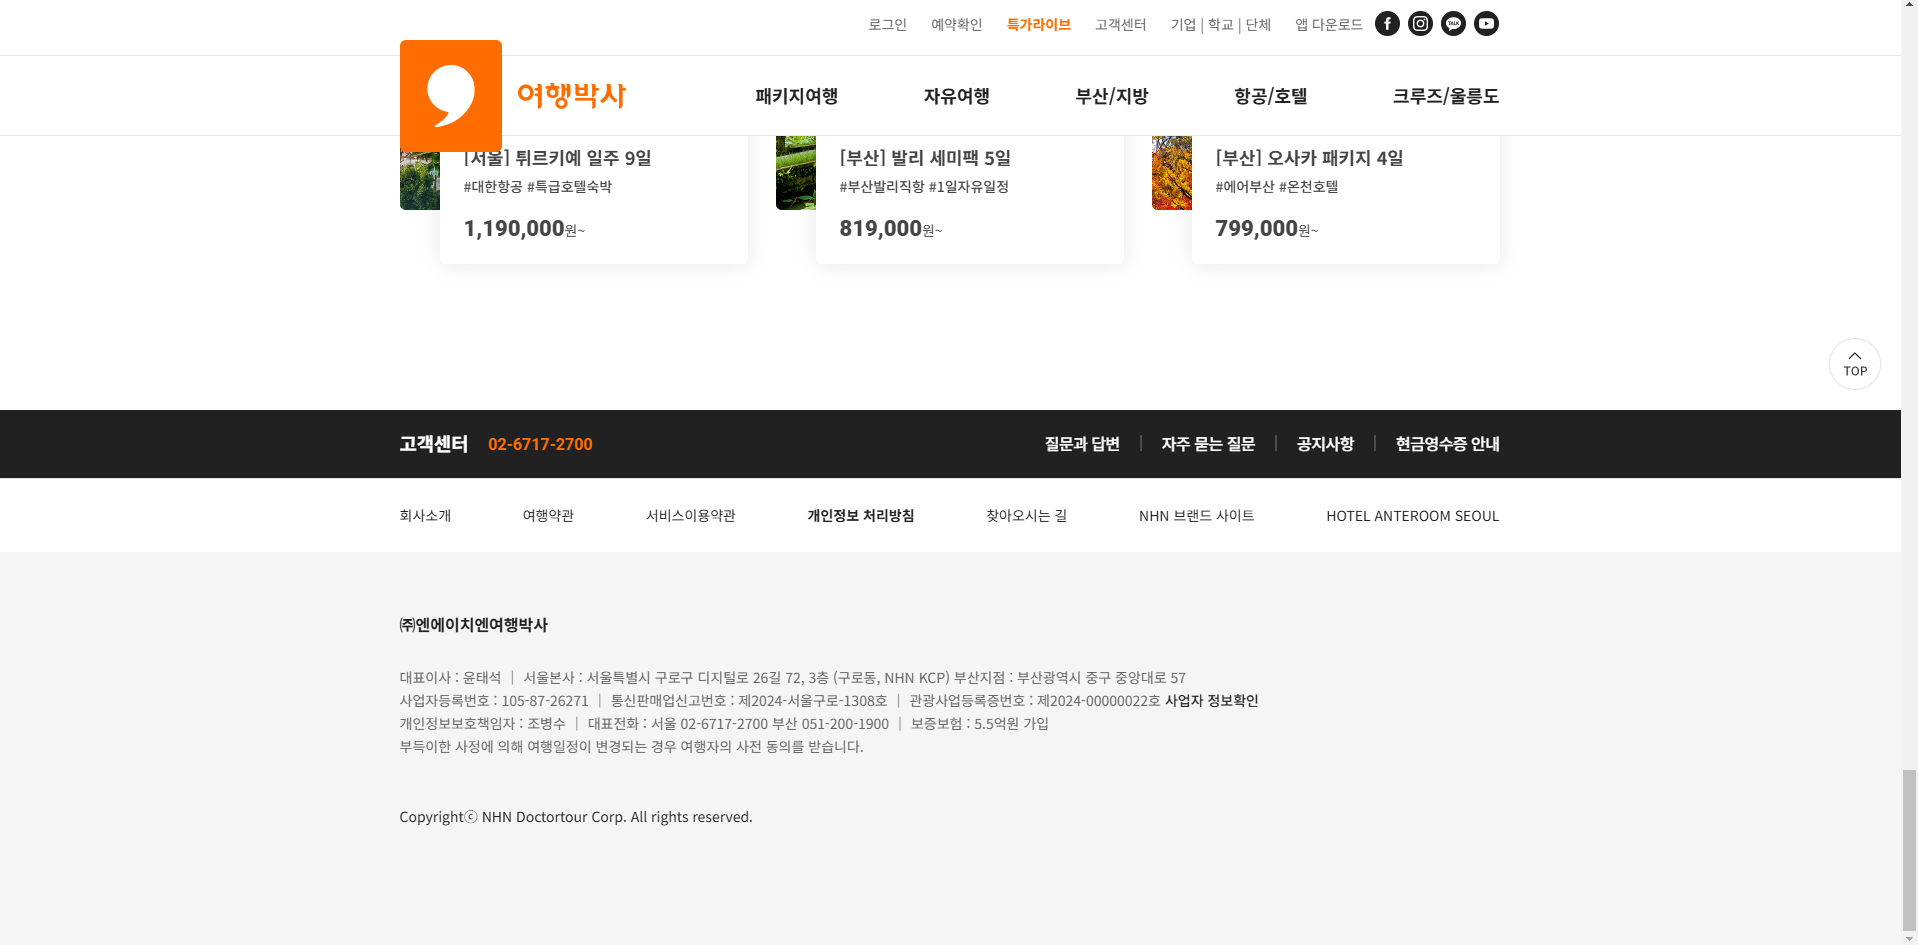 로그인 예약확인 특가라이브 고객센터 기업 | 학교 | 단체 앱 다운로드 TALK
여행박사 패키지여행 자유여행 부산/지방 항공/호텔 크루즈/울릉도
[서울] 튀르키예 일주 9일
#대한항공 #특급호텔숙박
1,190,000원~
[부산] 발리 세미팩 5일
#부산발리직항 #1일자유일정
819,000원~
[부산] 오사카 패키지 4일
#에어부산 #온천호텔
799,000원~
TOP
고객센터 02-6717-2700 질문과 답변 | 자주 묻는 질문 | 공지사항 | 현금영수증 안내
회사소개 여행약관 서비스이용약관 개인정보 처리방침 찾아오시는 길 NHN 브랜드 사이트 HOTEL ANTEROOM SEOUL
㈜엔에이치엔여행박사
대표이사 : 윤태석 | 서울본사 : 서울특별시 구로구 디지털로 26길 72, 3층 (구로동, NHN KCP) 부산지점 : 부산광역시 중구 중앙대로 57
사업자등록번호 : 105-87-26271 | 통신판매업신고번호 : 제2024-서울구로-1308호 | 관광사업등록증번호 : 제2024-00000022호 사업자 정보확인
개인정보보호책임자 : 조병수 | 대표전화 : 서울 02-6717-2700 부산 051-200-1900 | 보증보험 : 5.5억원 가입
부득이한 사정에 의해 여행일정이 변경되는 경우 여행자의 사전 동의를 받습니다.
Copyrightⓒ NHN Doctortour Corp. All rights reserved.